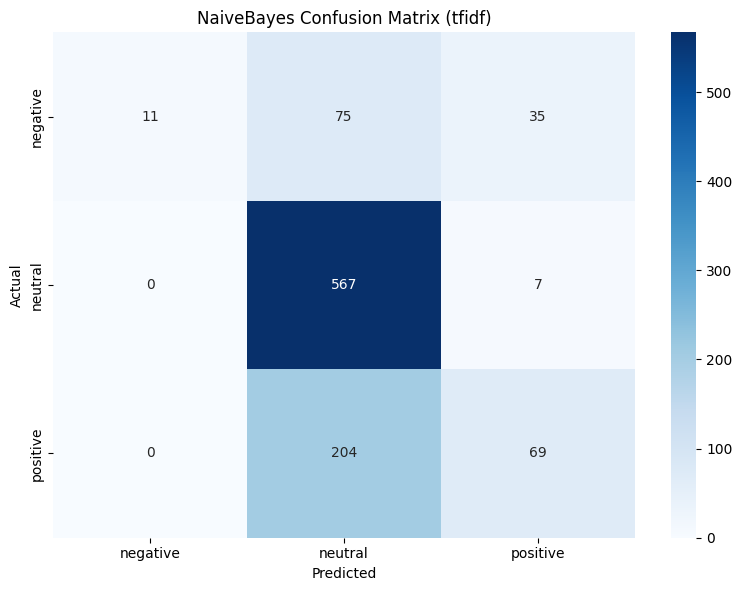 NaiveBayes Confusion Matrix (tfidf)
negative
11
75
35
Actual
neutral
0
567
7
positive
0
204
69
negative
neutral
positive
Predicted
500
400
300
200
100
0